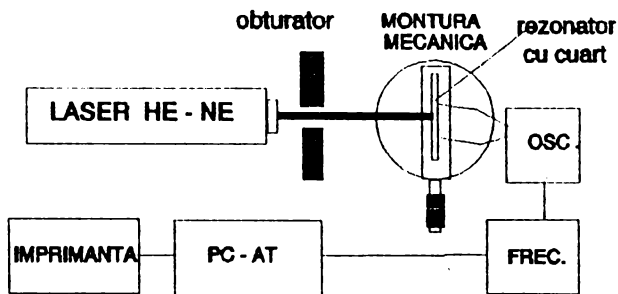 obturator
MONTURA
MECANICA
rezonator
cu cuart
LASER HE - NE
OSC.
IMPRIMANTA
PC - AT
FREC.